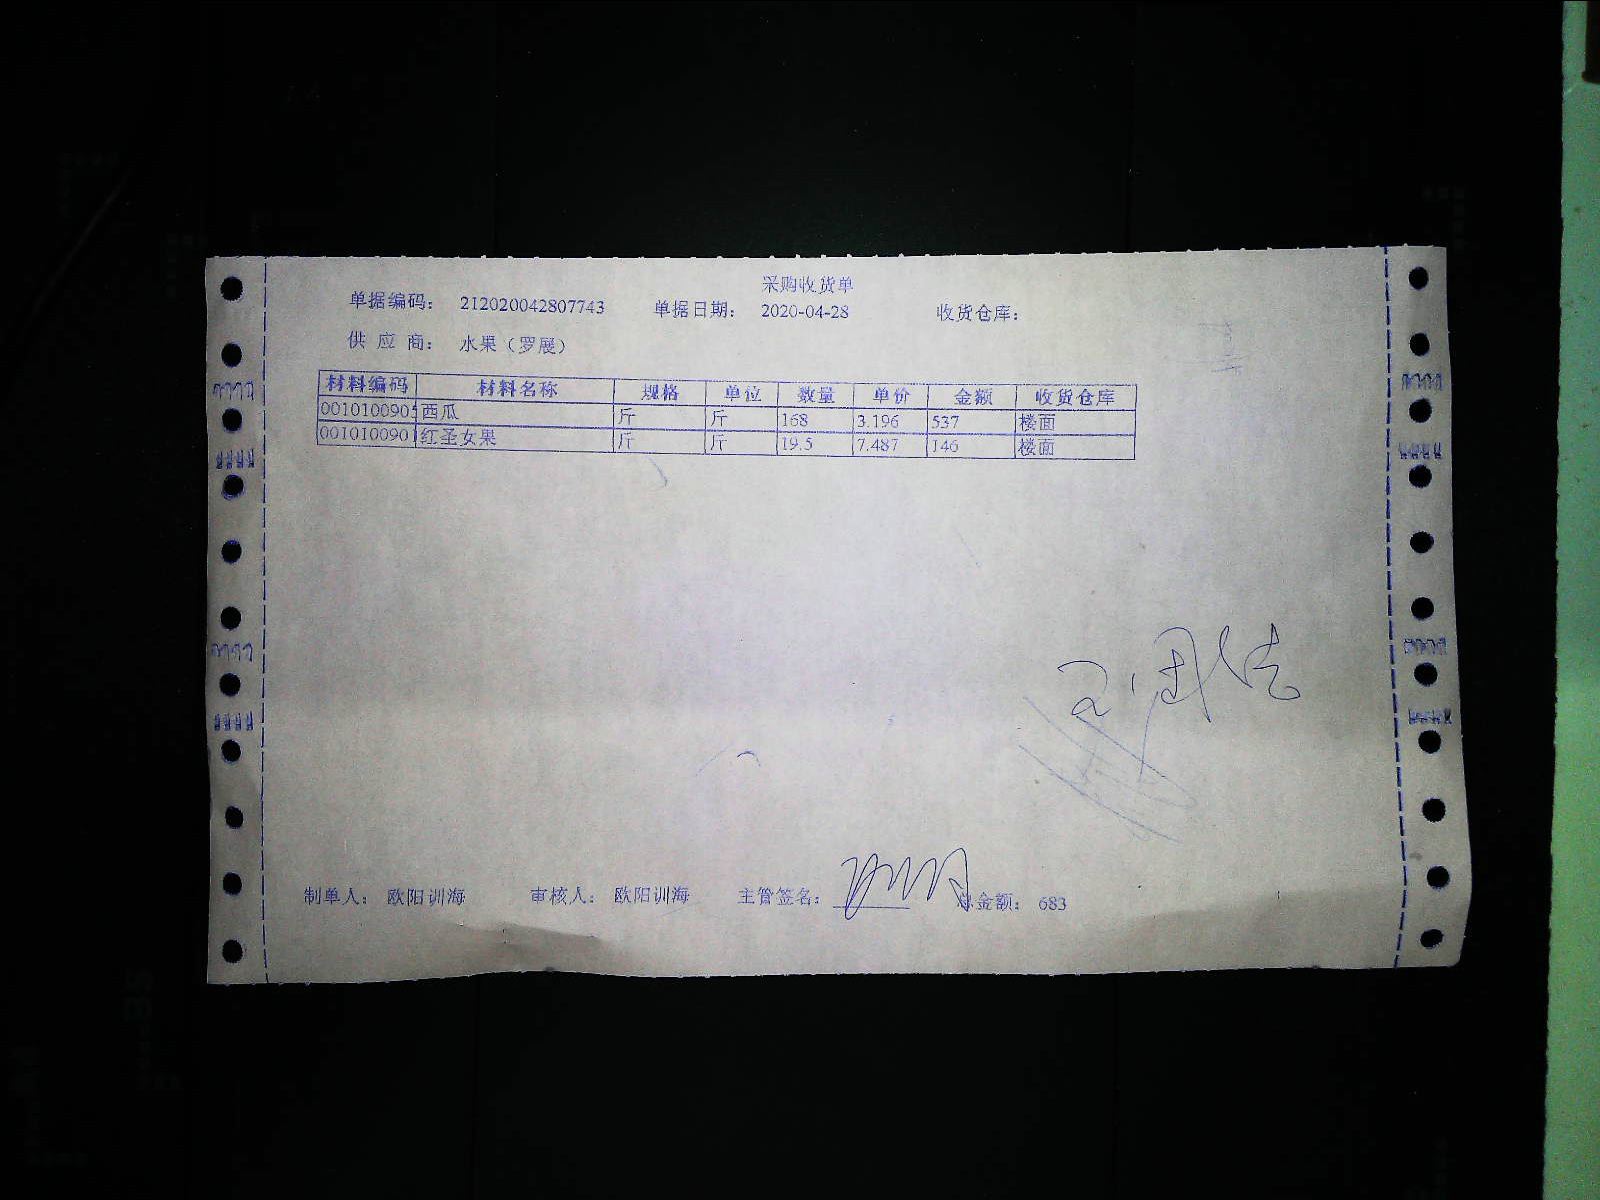 采购收货单
单据编码： 212020042807743 单据日期： 2020-04-28 收货仓库：
供 应 商： 水果（罗展）
材料编码 材料名称 规格 单位 数量 单价 金额 收货仓库
001010090 西瓜 斤 斤 168 3.196 537 楼面
001010090 红圣女果 斤 斤 19.5 7.487 146 楼面
制单人： 欧阳训海 审核人： 欧阳训海 主管签名： 总金额： 683